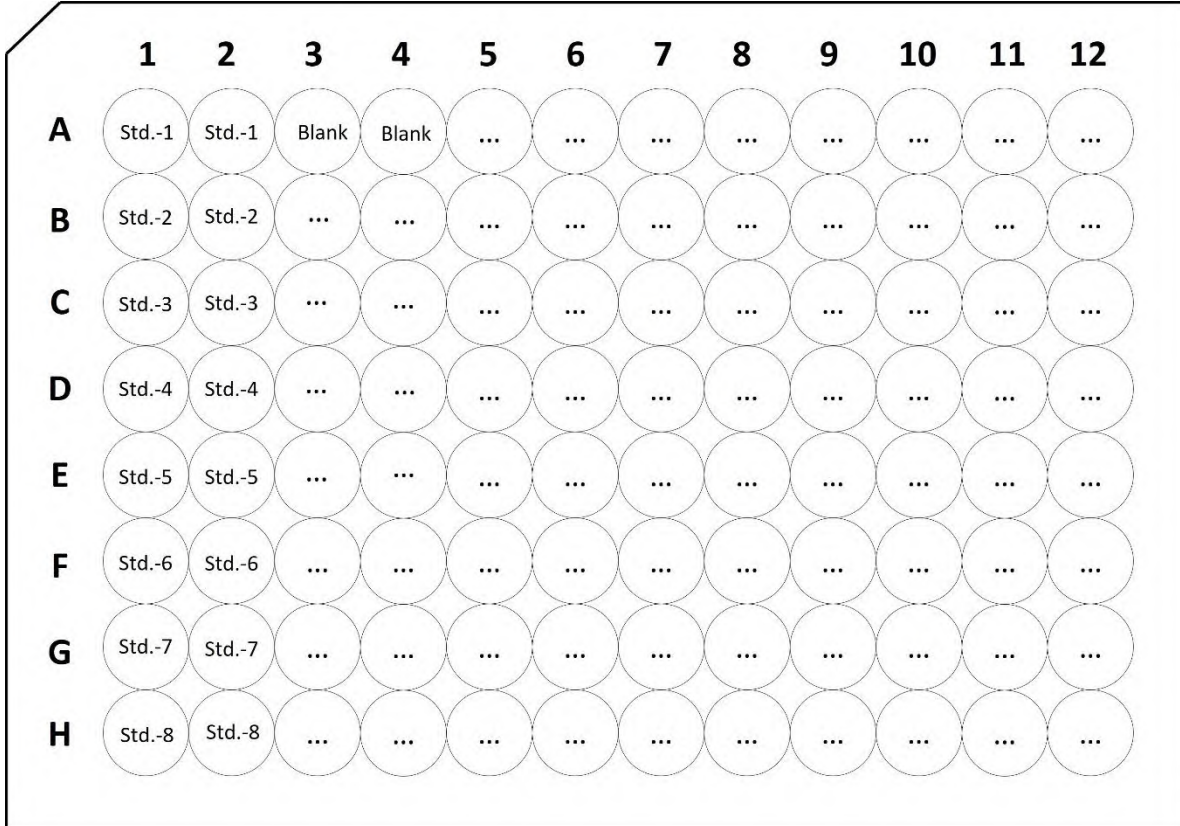 1 2 3 4 5 6 7 8 9 10 11 12
A Std.-1 Std.-1 Blank Blank ... ... ... ... ... ... ... ...
B Std.-2 Std.-2 ... ... ... ... ... ... ... ... ... ...
C Std.-3 Std.-3 ... ... ... ... ... ... ... ... ... ...
D Std.-4 Std.-4 ... ... ... ... ... ... ... ... ... ...
E Std.-5 Std.-5 ... ... ... ... ... ... ... ... ... ...
F Std.-6 Std.-6 ... ... ... ... ... ... ... ... ... ...
G Std.-7 Std.-7 ... ... ... ... ... ... ... ... ... ...
H Std.-8 Std.-8 ... ... ... ... ... ... ... ... ... ...